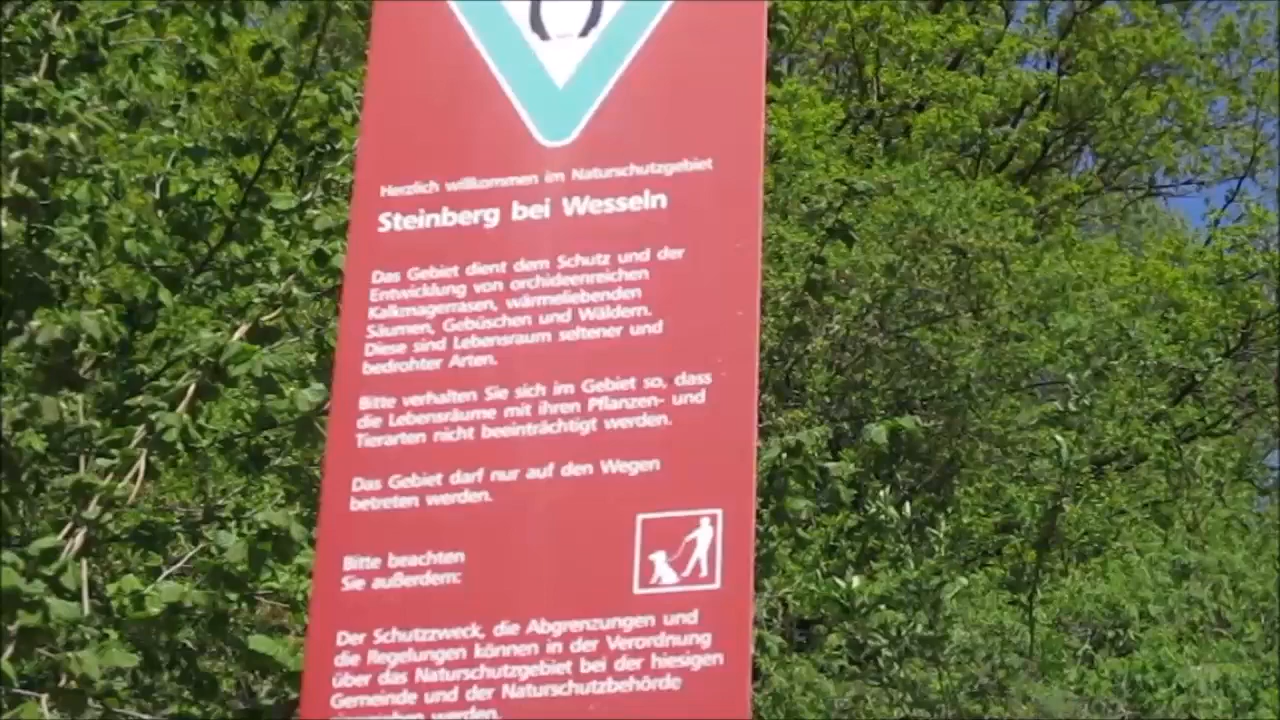 Herzlich willkommen im Naturschutzgebiet
Steinberg bei Wesseln
Das Gebiet dient dem Schutz und der
Entwicklung von orchideenreichen
Kalkmagerrasen, wärmeliebenden
Säumen, Gebüschen und Wäldern.
Diese sind Lebensraum seltener und
bedrohter Arten.
Bitte verhalten Sie sich im Gebiet so, dass
die Lebensräume mit ihren Pflanzen- und
Tierarten nicht beeinträchtigt werden.
Das Gebiet darf nur auf den Wegen
betreten werden.
Bitte beachten
Sie außerdem:
Der Schutzzweck, die Abgrenzungen und
die Regelungen können in der Verordnung
über das Naturschutzgebiet bei der hiesigen
Gemeinde und der Naturschutzbehörde
werden.